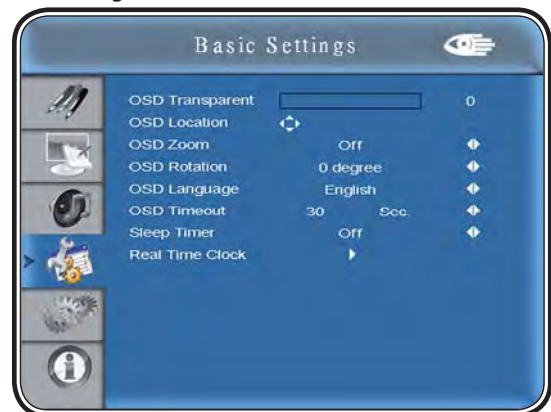 Basic Settings
OSD Transparent 0
OSD Location
OSD Zoom Off
OSD Rotation 0 degree
OSD Language English
OSD Timeout 30 Sec.
Sleep Timer Off
Real Time Clock